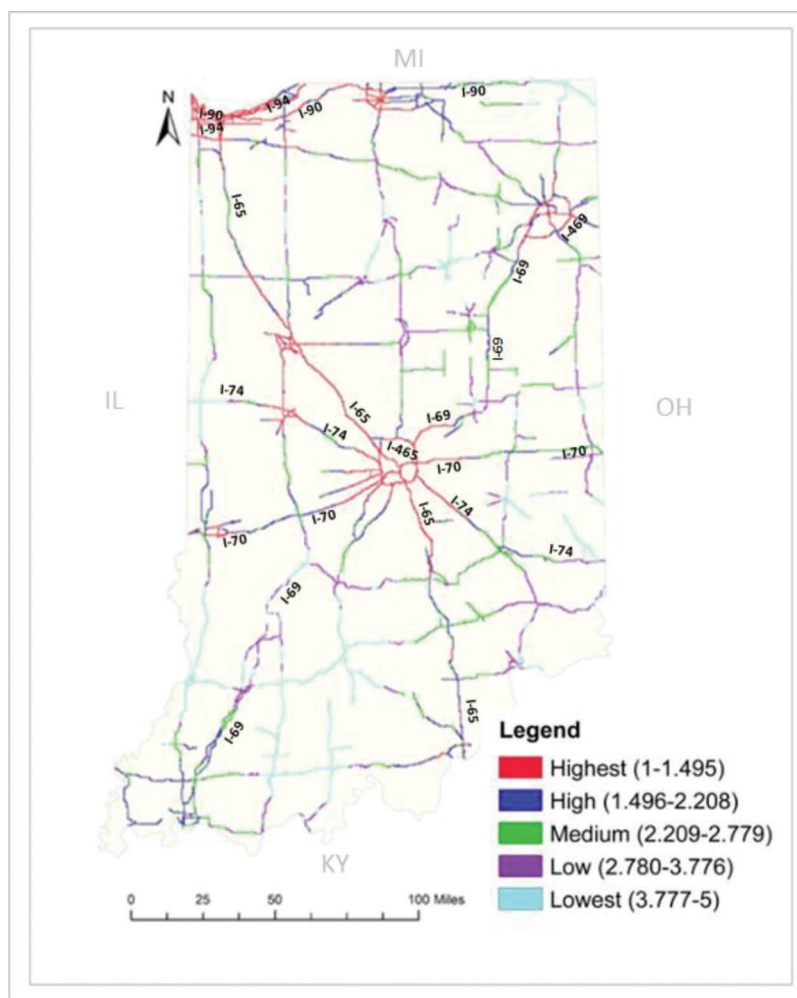 MI
N
I-90
I-94
I-90
I-90
I-94
I-65
I-469
I-69
I-69
IL
I-74
OH
I-65
I-69
I-74
I-465
I-70
I-70
I-65
I-74
I-70
I-70
I-74
I-69
I-65
I-69
Legend
Highest (1-1.495)
High (1.496-2.208)
Medium (2.209-2.779)
Low (2.780-3.776)
Lowest (3.777-5)
KY
0 25 50 100 Miles